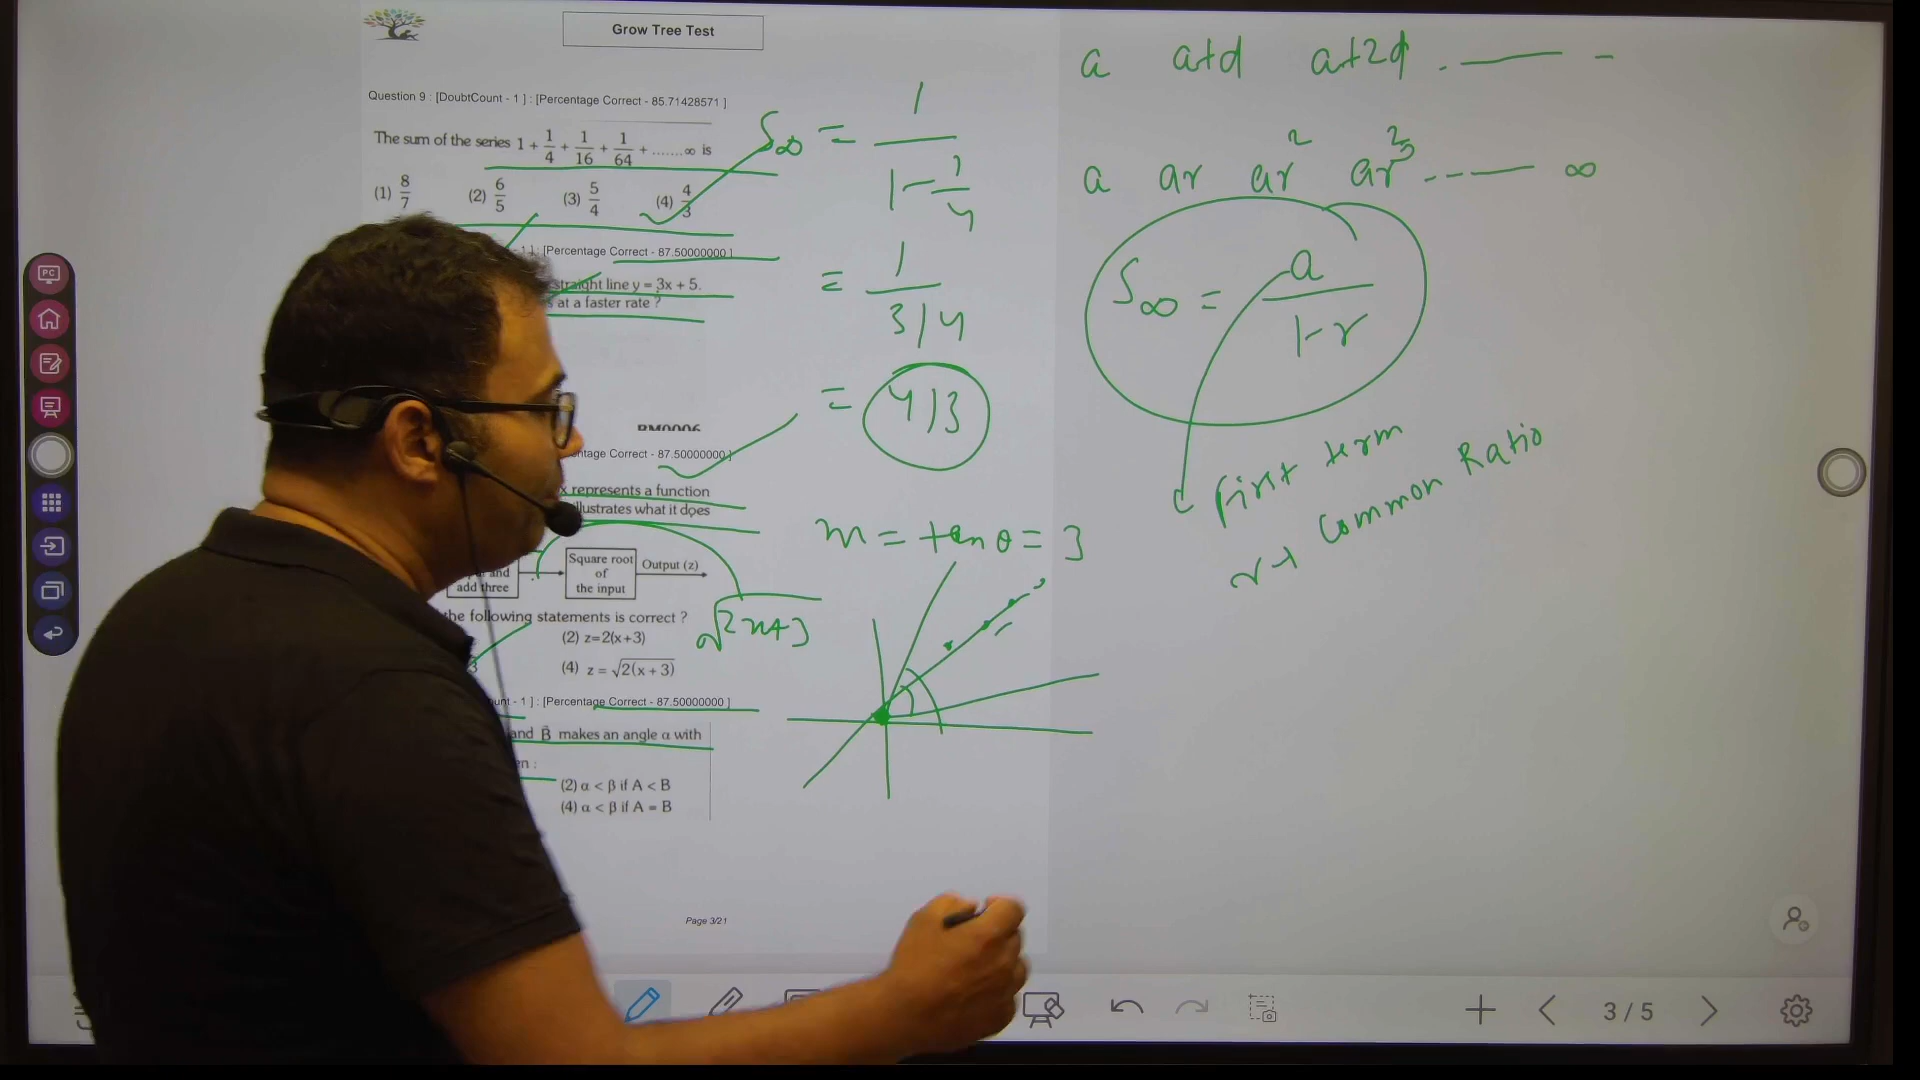 Grow Tree Test
Question 9 : [DoubtCount - 1 ] : [Percentage Correct - 85.71428571 ]
The sum of the series 1 + 1/4 + 1/16 + 1/64 + ....... ∞ is
(1) 8/7 (2) 6/5 (3) 5/4 (4) 4/3
- 1 ] : [Percentage Correct - 87.50000000 ]
straight line y = 3x + 5.
at a faster rate ?
Correct - 87.50000000 ]
x represents a function
illustrates what it does
and
add three
Square root
of
the input
Output (z)
the following statements is correct ?
(2) z=2(x+3)
(4) z = √2(x + 3)
- 1 ] : [Percentage Correct - 87.50000000 ]
and B makes an angle α with
(2) α < β if A < B
(4) α < β if A = B
Page 3/21
S∞ = 1/(1-1/4)
= 1/(3/4)
= 4/3
√2x+3
m = tan θ = 3
a a+d a+2d . —— -
a ar ar² ar³ ---—— ∞
S∞ = a/(1-r)
First term
r → Common Ratio
PC
3 / 5